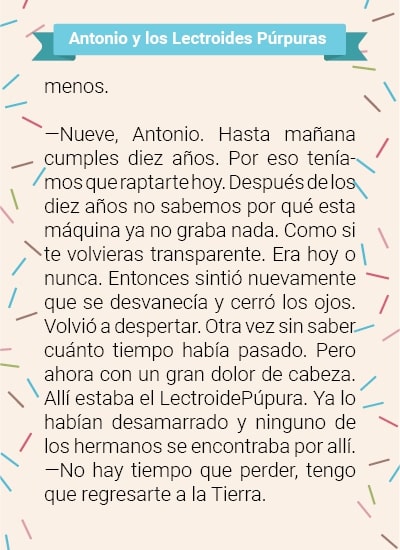 Antonio y los Lectroides Púrpuras
menos.
—Nueve, Antonio. Hasta mañana
cumples diez años. Por eso tenía-
mos que raptarte hoy. Después de los
diez años no sabemos por qué esta
máquina ya no graba nada. Como si
te volvieras transparente. Era hoy o
nunca. Entonces sintió nuevamente
que se desvanecía y cerró los ojos.
Volvió a despertar. Otra vez sin saber
cuánto tiempo había pasado. Pero
ahora con un gran dolor de cabeza.
Allí estaba el LectroidePúpura. Ya lo
habían desamarrado y ninguno de
los hermanos se encontraba por allí.
—No hay tiempo que perder, tengo
que regresarte a la Tierra.